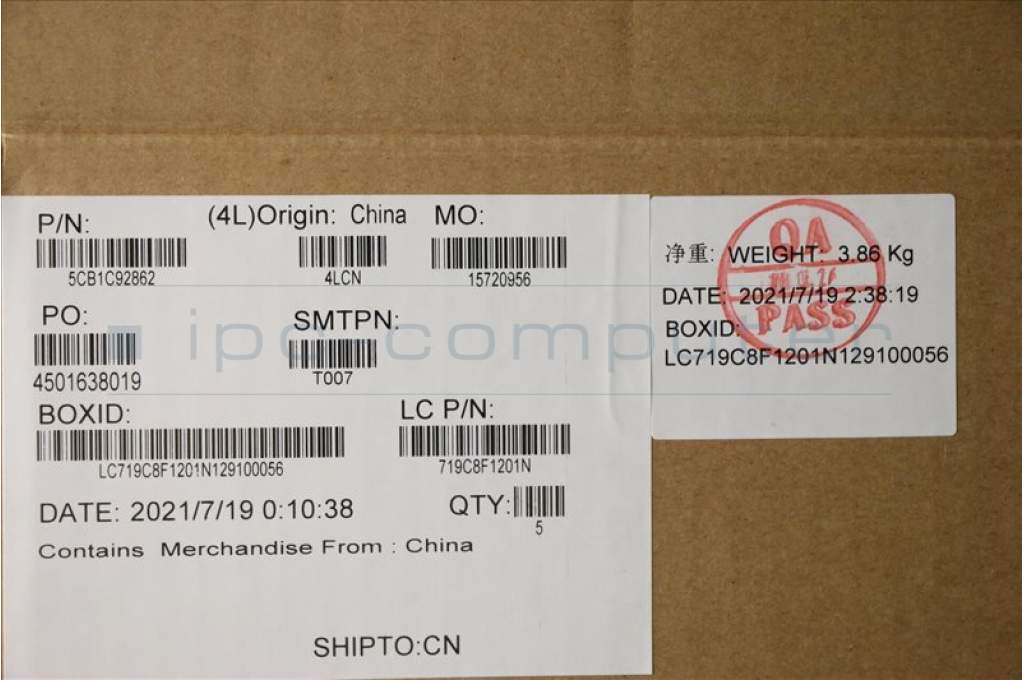 P/N:
5CB1C92862
(4L)Origin: China
4LCN
MO:
15720956
PO:
4501638019
SMTPN:
T007
BOXID:
LC719C8F1201N129100056
LC P/N:
719C8F1201N
DATE: 2021/7/19 0:10:38
QTY:
5
Contains Merchandise From : China
SHIPTO:CN
净重: WEIGHT: 3.86 Kg
DATE: 2021/7/19 2:38:19
BOXID:
LC719C8F1201N129100056
QA
PASS
ipc-computer